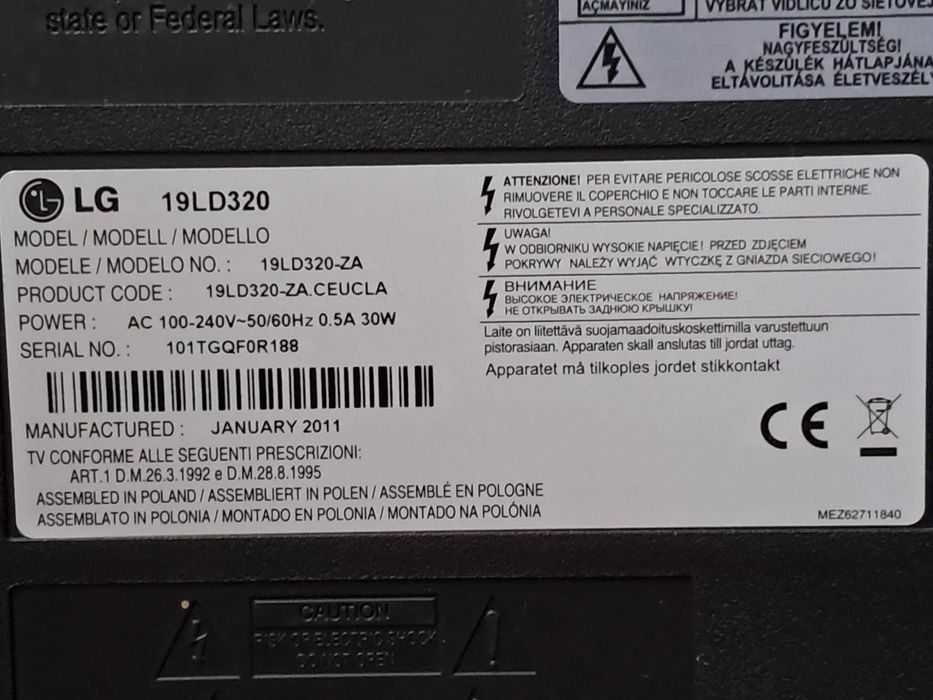 state or Federal Laws.
AÇMAYINIZ
VYBRAT VIDLICU ZO SIEŤOVEJ
FIGYELEM!
NAGYFESZÜLTSÉG!
A KÉSZÜLÉK HÁTLAPJÁNA
ELTÁVOLITÁSA ÉLETVESZÉLY
LG 19LD320
MODEL / MODELL / MODELLO
MODELE / MODELO NO. : 19LD320-ZA
PRODUCT CODE : 19LD320-ZA.CEUCLA
POWER : AC 100-240V~50/60Hz 0.5A 30W
SERIAL NO. : 101TGQF0R188
MANUFACTURED : JANUARY 2011
TV CONFORME ALLE SEGUENTI PRESCRIZIONI:
ART.1 D.M.26.3.1992 e D.M.28.8.1995
ASSEMBLED IN POLAND / ASSEMBLIERT IN POLEN / ASSEMBLÉ EN POLOGNE
ASSEMBLATO IN POLONIA / MONTADO EN POLONIA / MONTADO NA POLÓNIA
ATTENZIONE! PER EVITARE PERICOLOSE SCOSSE ELETTRICHE NON
RIMUOVERE IL COPERCHIO E NON TOCCARE LE PARTI INTERNE.
RIVOLGETEVI A PERSONALE SPECIALIZZATO.
UWAGA!
W ODBIORNIKU WYSOKIE NAPIĘCIE! PRZED ZDJĘCIEM
POKRYWY NALEŻY WYJĄĆ WTYCZKĘ Z GNIAZDA SIECIOWEGO!
ВНИМАНИЕ
ВЫСОКОЕ ЭЛЕКТРИЧЕСКОЕ НАПРЯЖЕНИЕ!
НЕ ОТКРЫВАТЬ ЗАДНЮЮ КРЫШКУ!
Laite on liitettävä suojamaadoituskoskettimilla varustettuun
pistorasiaan. Apparaten skall anslutas till jordat uttag.
Apparatet må tilkoples jordet stikkontakt
CE
MEZ62711840
CAUTION
RISK OF ELECTRIC SHOCK
DO NOT OPEN